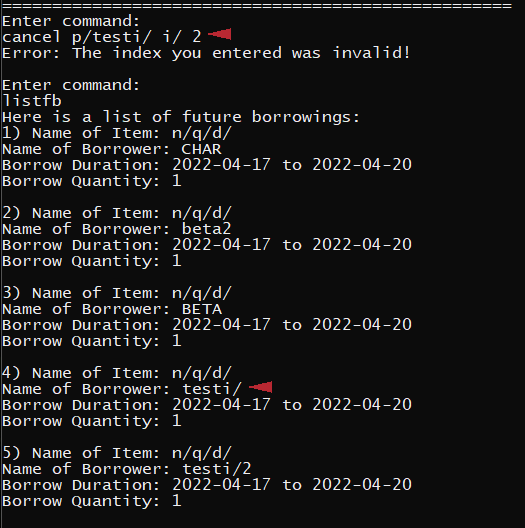 ===================================================
Enter command:
cancel p/testi/ i/ 2
Error: The index you entered was invalid!
Enter command:
listfb
Here is a list of future borrowings:
1) Name of Item: n/q/d/
Name of Borrower: CHAR
Borrow Duration: 2022-04-17 to 2022-04-20
Borrow Quantity: 1
2) Name of Item: n/q/d/
Name of Borrower: beta2
Borrow Duration: 2022-04-17 to 2022-04-20
Borrow Quantity: 1
3) Name of Item: n/q/d/
Name of Borrower: BETA
Borrow Duration: 2022-04-17 to 2022-04-20
Borrow Quantity: 1
4) Name of Item: n/q/d/
Name of Borrower: testi/
Borrow Duration: 2022-04-17 to 2022-04-20
Borrow Quantity: 1
5) Name of Item: n/q/d/
Name of Borrower: testi/2
Borrow Duration: 2022-04-17 to 2022-04-20
Borrow Quantity: 1